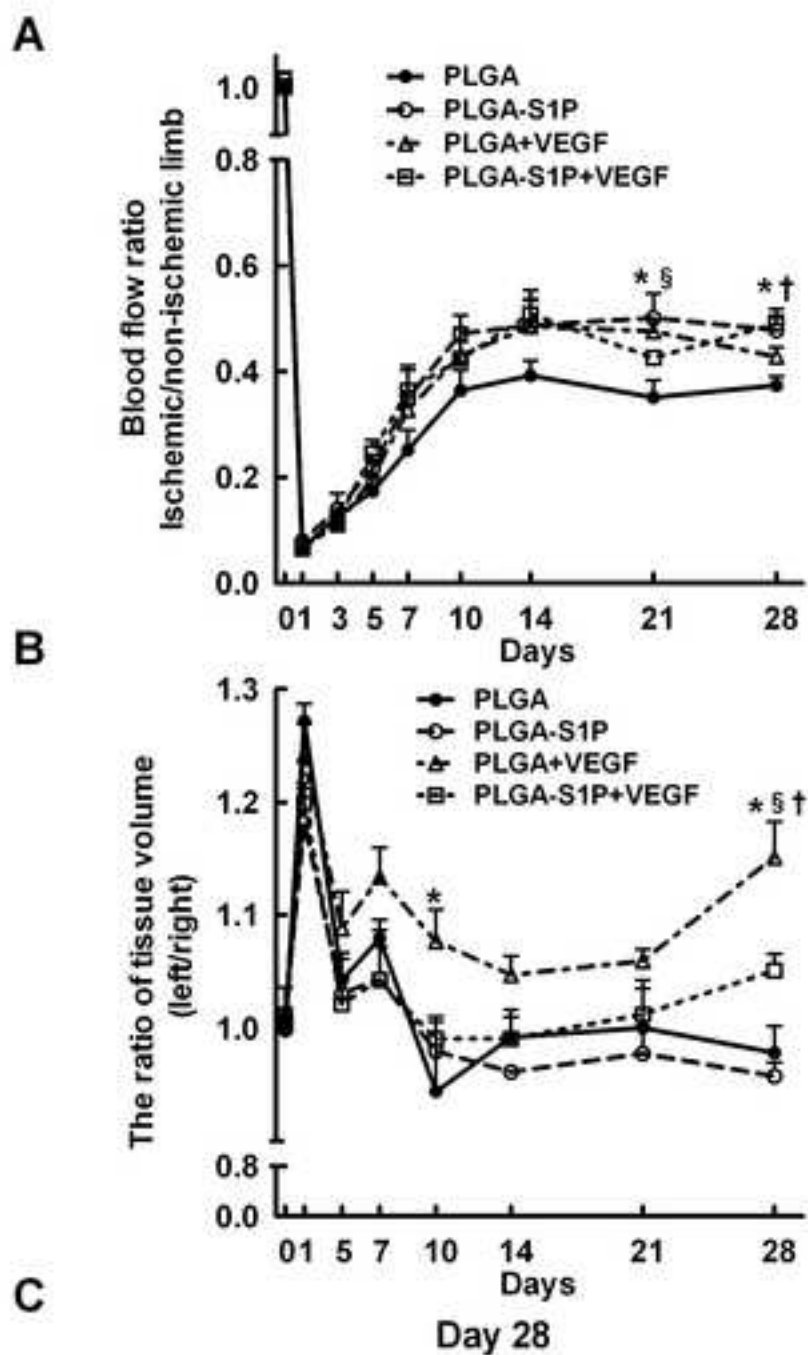 A
1.0
0.8
0.6
0.4
0.2
0.0
Blood flow ratio
Ischemic/non-ischemic limb
PLGA
PLGA-S1P
PLGA+VEGF
PLGA-S1P+VEGF
* §
* †
01 3 5 7 10 14 21 28
Days
B
1.3
1.2
1.1
1.0
0.8
0.0
The ratio of tissue volume
(left/right)
PLGA
PLGA-S1P
PLGA+VEGF
PLGA-S1P+VEGF
*
* § †
01 5 7 10 14 21 28
Days
C
Day 28